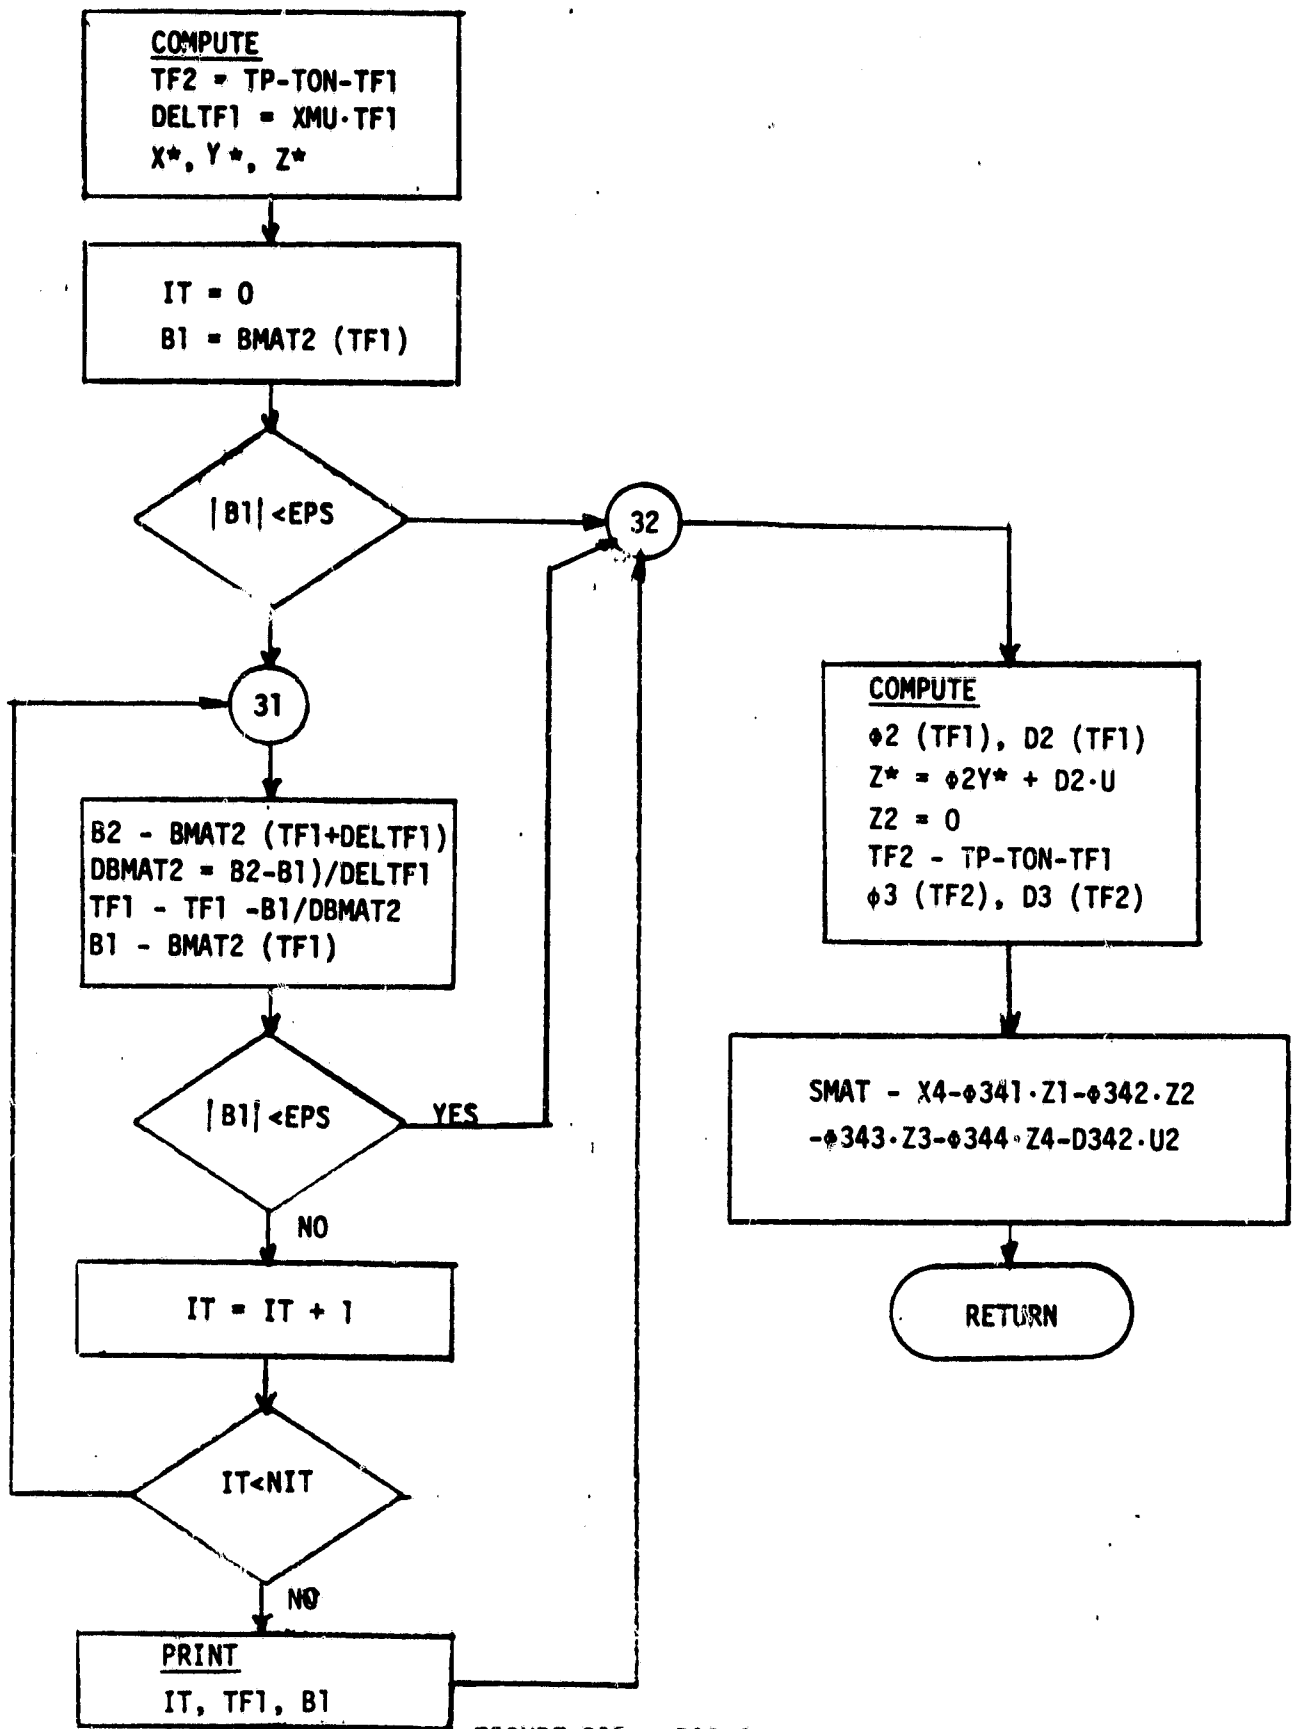 COMPUTE
TF2 = TP-TON-TF1
DELTF1 = XMU·TF1
X*, Y*, Z*
IT = 0
B1 = BMAT2 (TF1)
|B1|<EPS
32
31
B2 - BMAT2 (TF1+DELTF1)
DBMAT2 = B2-B1)/DELTF1
TF1 - TF1 -B1/DBMAT2
B1 - BMAT2 (TF1)
|B1|<EPS
YES
NO
IT = IT + 1
IT<NIT
NO
PRINT
IT, TF1, B1
COMPUTE
ϕ2 (TF1), D2 (TF1)
Z* = ϕ2Y* + D2·U
Z2 = 0
TF2 - TP-TON-TF1
ϕ3 (TF2), D3 (TF2)
SMAT - X4-ϕ341·Z1-ϕ342·Z2
-ϕ343·Z3-ϕ344·Z4-D342·U2
RETURN